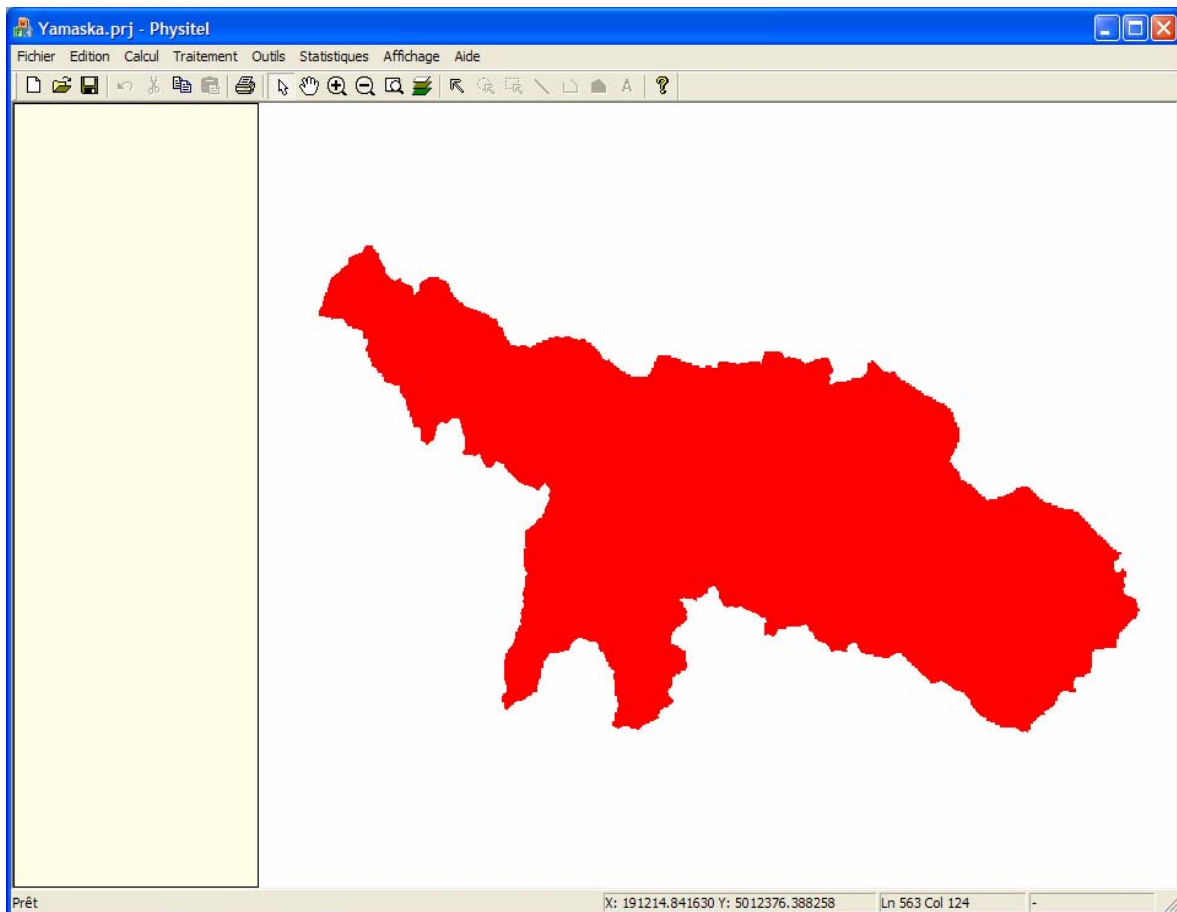 Yamaska.prj - Physitel
Fichier Edition Calcul Traitement Outils Statistiques Affichage Aide
A
Prêt X: 191214.841630 Y: 5012376.388258 Ln 563 Col 124 -